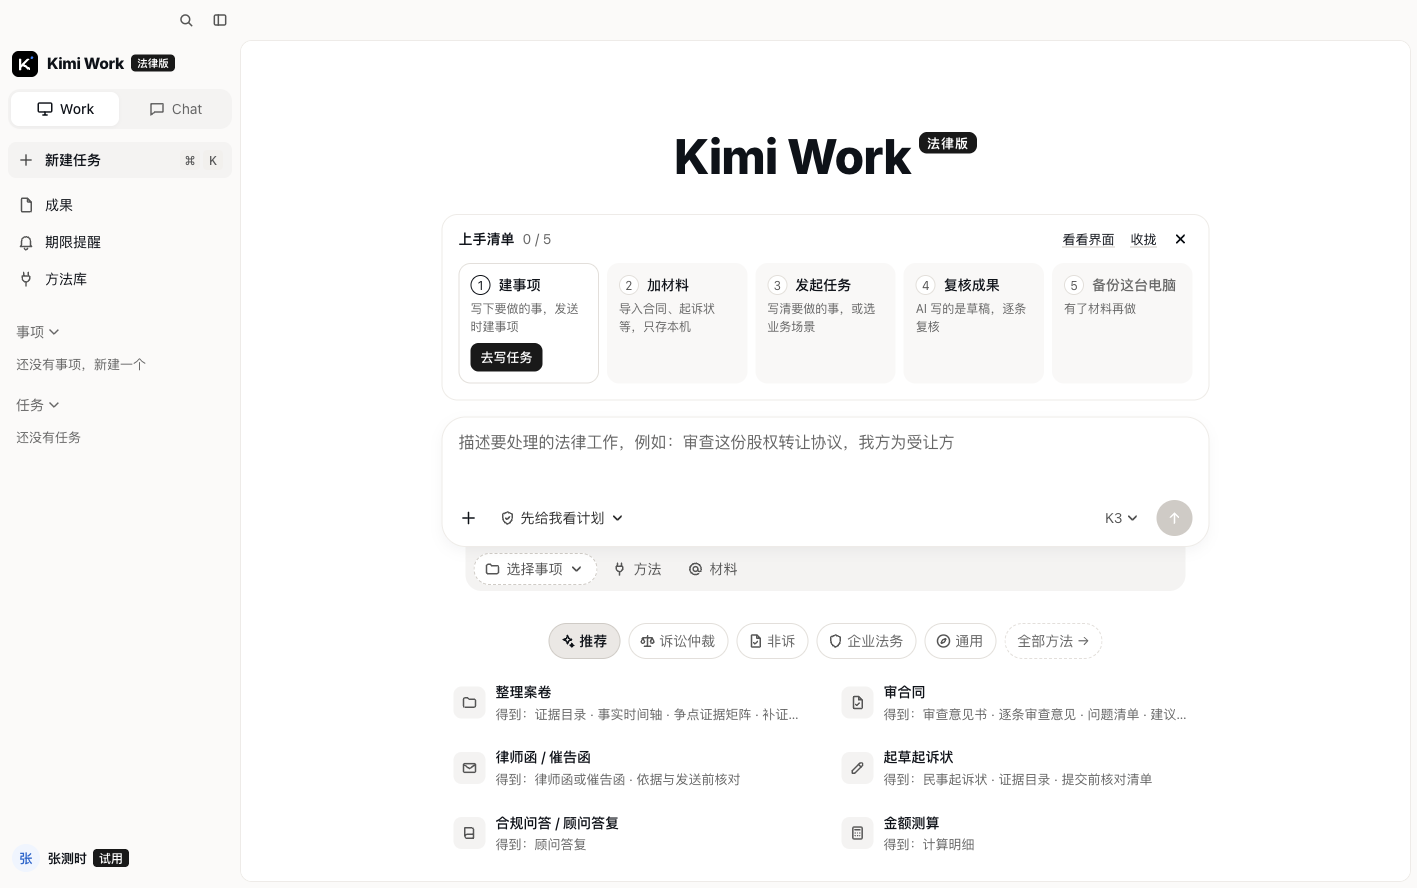 Kimi Work 法律版
Work
Chat
新建任务 ⌘ K
成果
期限提醒
方法库
事项
还没有事项，新建一个
任务
还没有任务
张 张测时 试用
Kimi Work 法律版
上手清单 0 / 5
看看界面 收拢
1 建事项
写下要做的事，发送
时建事项
去写任务
2 加材料
导入合同、起诉状
等，只存本机
3 发起任务
写清要做的事，或选
业务场景
4 复核成果
AI 写的是草稿，逐条
复核
5 备份这台电脑
有了材料再做
描述要处理的法律工作，例如：审查这份股权转让协议，我方为受让方
先给我看计划
K3
选择事项
方法
材料
推荐
诉讼仲裁
非诉
企业法务
通用
全部方法 →
整理案卷
得到：证据目录 · 事实时间轴 · 争点证据矩阵 · 补证…
审合同
得到：审查意见书 · 逐条审查意见 · 问题清单 · 建议…
律师函 / 催告函
得到：律师函或催告函 · 依据与发送前核对
起草起诉状
得到：民事起诉状 · 证据目录 · 提交前核对清单
合规问答 / 顾问答复
得到：顾问答复
金额测算
得到：计算明细